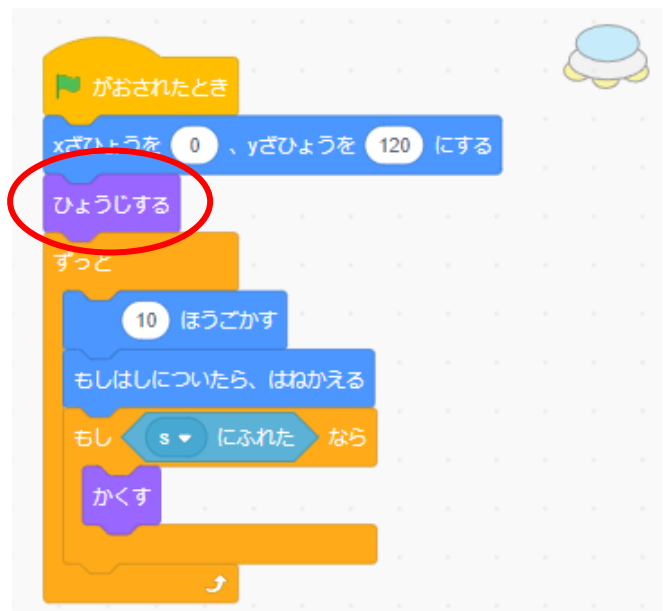 がおされたとき
xざひょうを 0 、yざひょうを 120 にする
ひょうじする
ずっと
10 ほうごかす
もしはしについたら、はねかえる
もし s にふれた なら
かくす